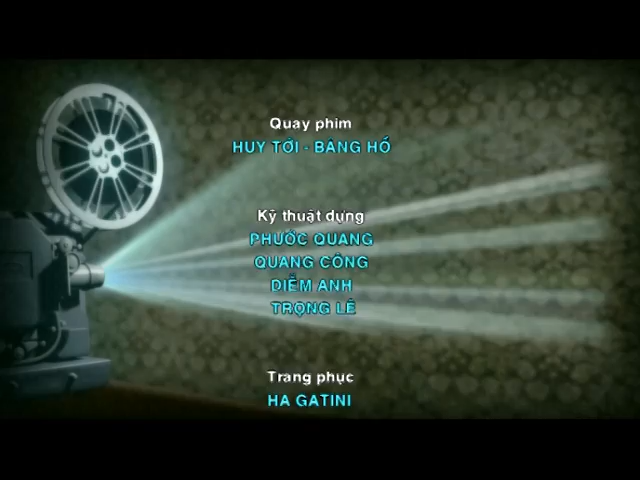 Quay phim
HUY TỚI - BĂNG HỒ
Kỹ thuật dựng
PHƯỚC QUANG
QUANG CÔNG
DIỄM ANH
TRỌNG LÊ
Trang phục
HA GATINI